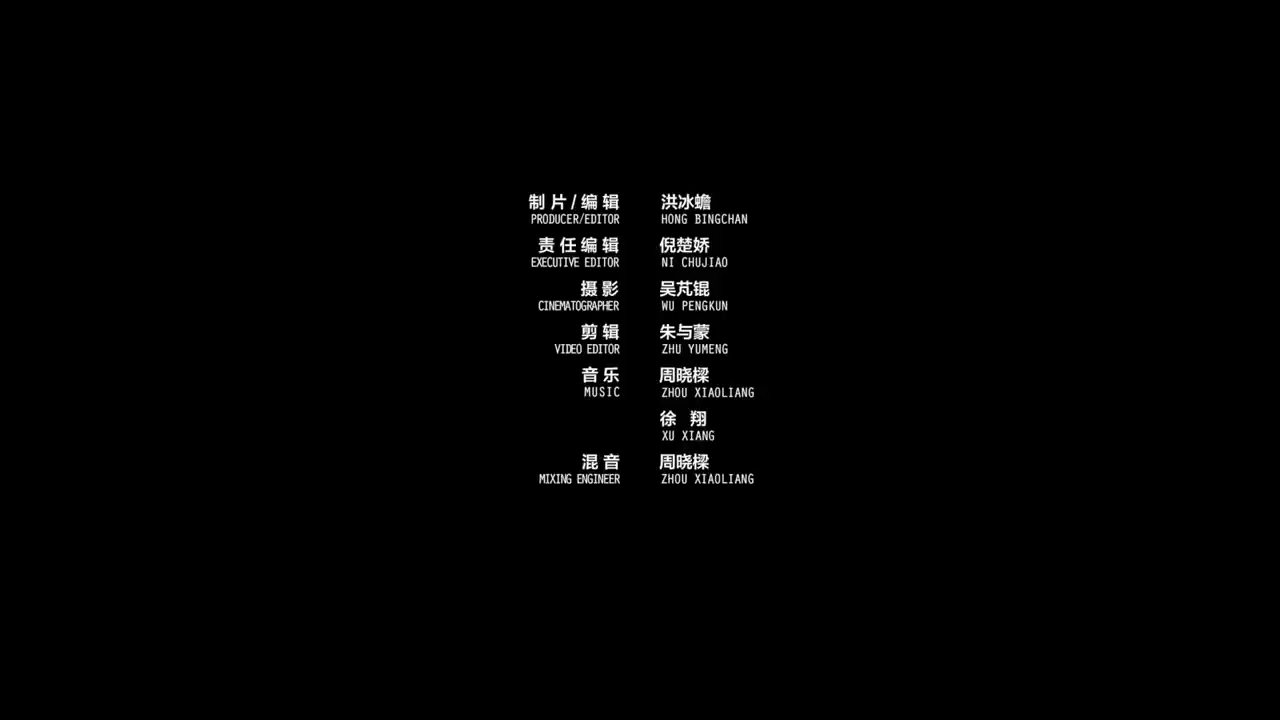 制片/编辑 洪冰蟾
PRODUCER/EDITOR HONG BINGCHAN
责任编辑 倪楚娇
EXECUTIVE EDITOR NI CHUJIAO
摄影 吴芃锟
CINEMATOGRAPHER WU PENGKUN
剪辑 朱与蒙
VIDEO EDITOR ZHU YUMENG
音乐 周晓樑
MUSIC ZHOU XIAOLIANG
徐 翔
XU XIANG
混音 周晓樑
MIXING ENGINEER ZHOU XIAOLIANG